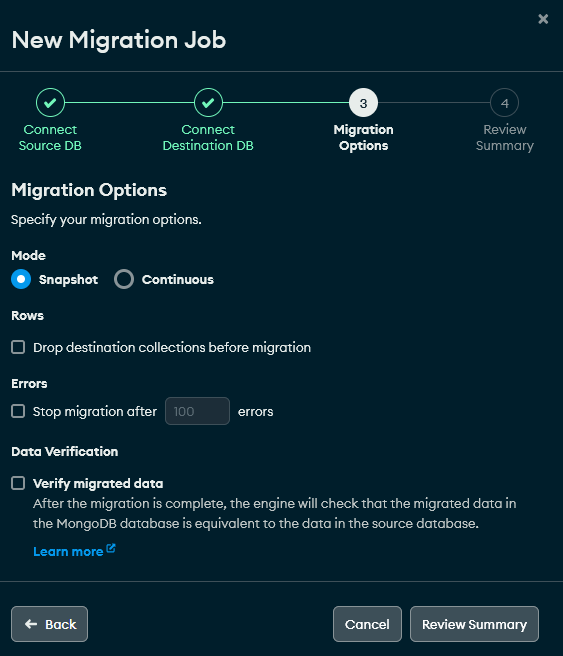 New Migration Job
3
4
Connect
Source DB
Connect
Destination DB
Migration
Options
Review
Summary
Migration Options
Specify your migration options.
Mode
Snapshot Continuous
Rows
Drop destination collections before migration
Errors
Stop migration after 100 errors
Data Verification
Verify migrated data
After the migration is complete, the engine will check that the migrated data in
the MongoDB database is equivalent to the data in the source database.
Learn more
Back Cancel Review Summary